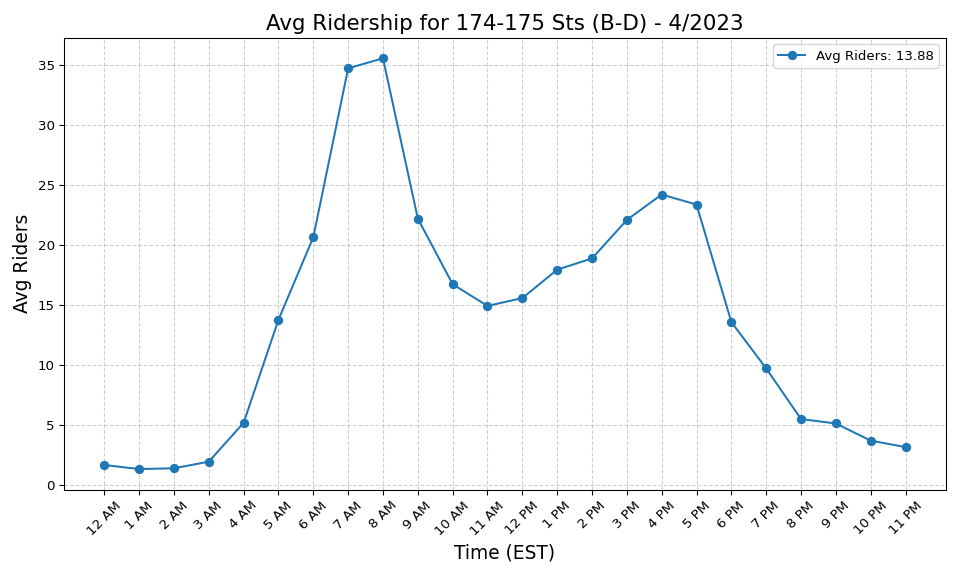 Avg Ridership for 174-175 Sts (B-D) - 4/2023
Avg Riders: 13.88
Avg Riders
35
30
25
20
15
10
5
0
12 AM
1 AM
2 AM
3 AM
4 AM
5 AM
6 AM
7 AM
8 AM
9 AM
10 AM
11 AM
12 PM
1 PM
2 PM
3 PM
4 PM
5 PM
6 PM
7 PM
8 PM
9 PM
10 PM
11 PM
Time (EST)